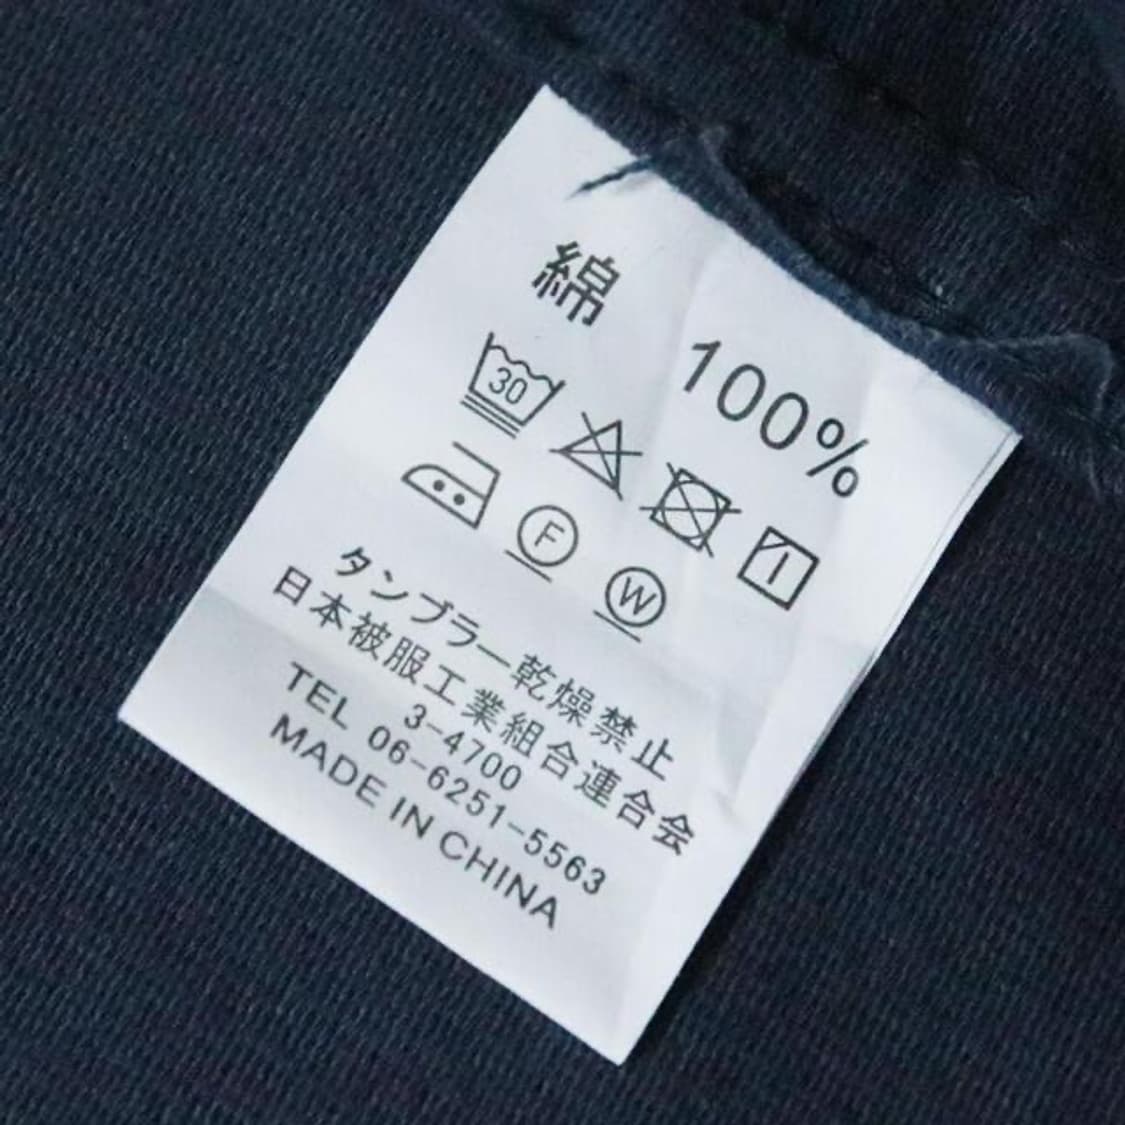 綿 100%
30
F W
タンブラー乾燥禁止
日本被服工業組合連合会
3-4700
TEL 06-6251-5563
MADE IN CHINA